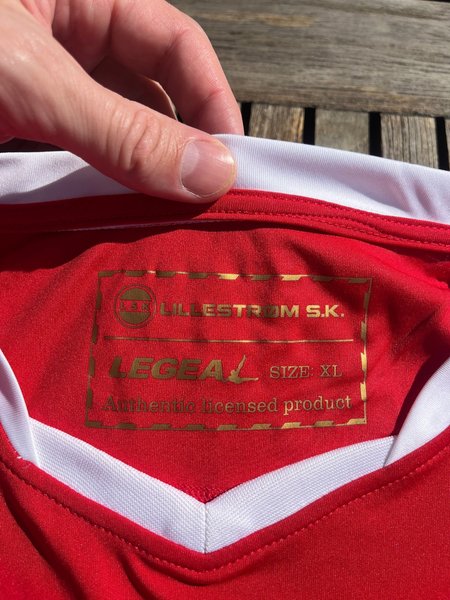 L.S.K
LILLESTRØM S.K.
LEGEA SIZE: XL
Authentic licensed product